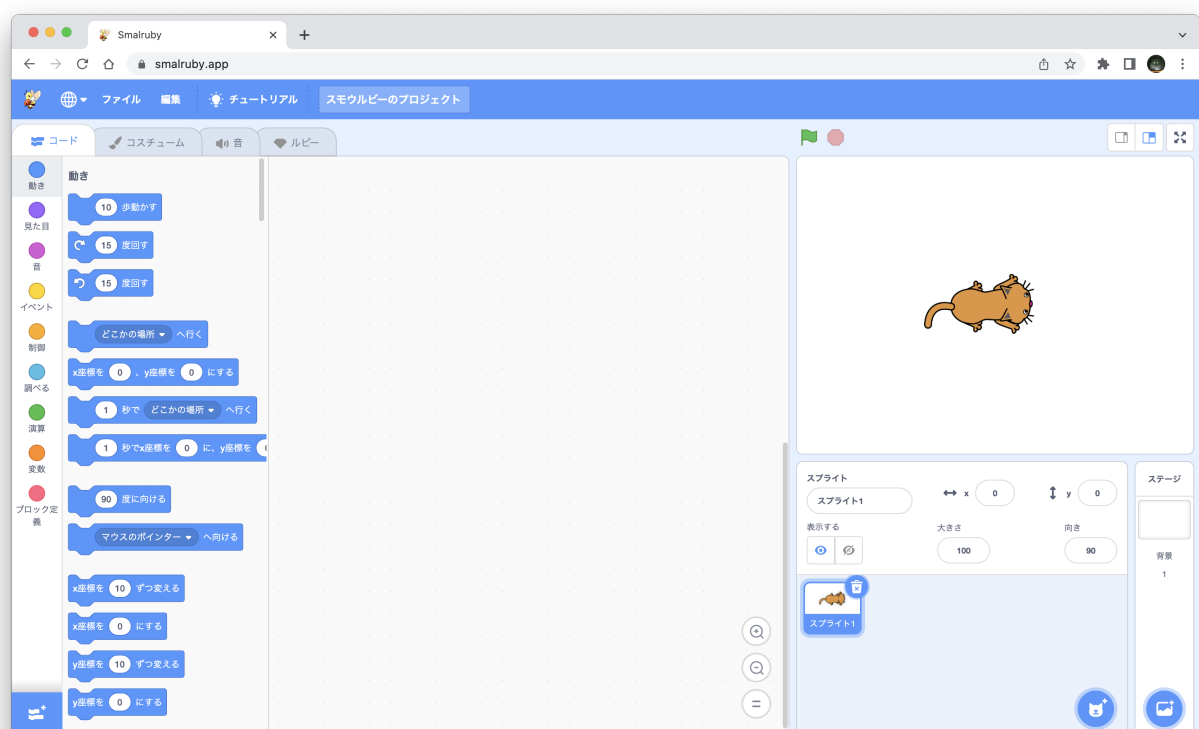 Smalruby
smalruby.app
ファイル 編集 チュートリアル スモウルビーのプロジェクト
コード コスチューム 音 ルビー
動き
見た目
音
イベント
制御
調べる
演算
変数
ブロック定義
動き
10 歩動かす
15 度回す
15 度回す
どこかの場所 へ行く
x座標を 0 、y座標を 0 にする
1 秒で どこかの場所 へ行く
1 秒でx座標を 0 に、y座標を
90 度に向ける
マウスのポインター へ向ける
x座標を 10 ずつ変える
x座標を 0 にする
y座標を 10 ずつ変える
y座標を 0 にする
スプライト
スプライト1
x 0
y 0
表示する
大きさ
100
向き
90
スプライト1
ステージ
背景
1